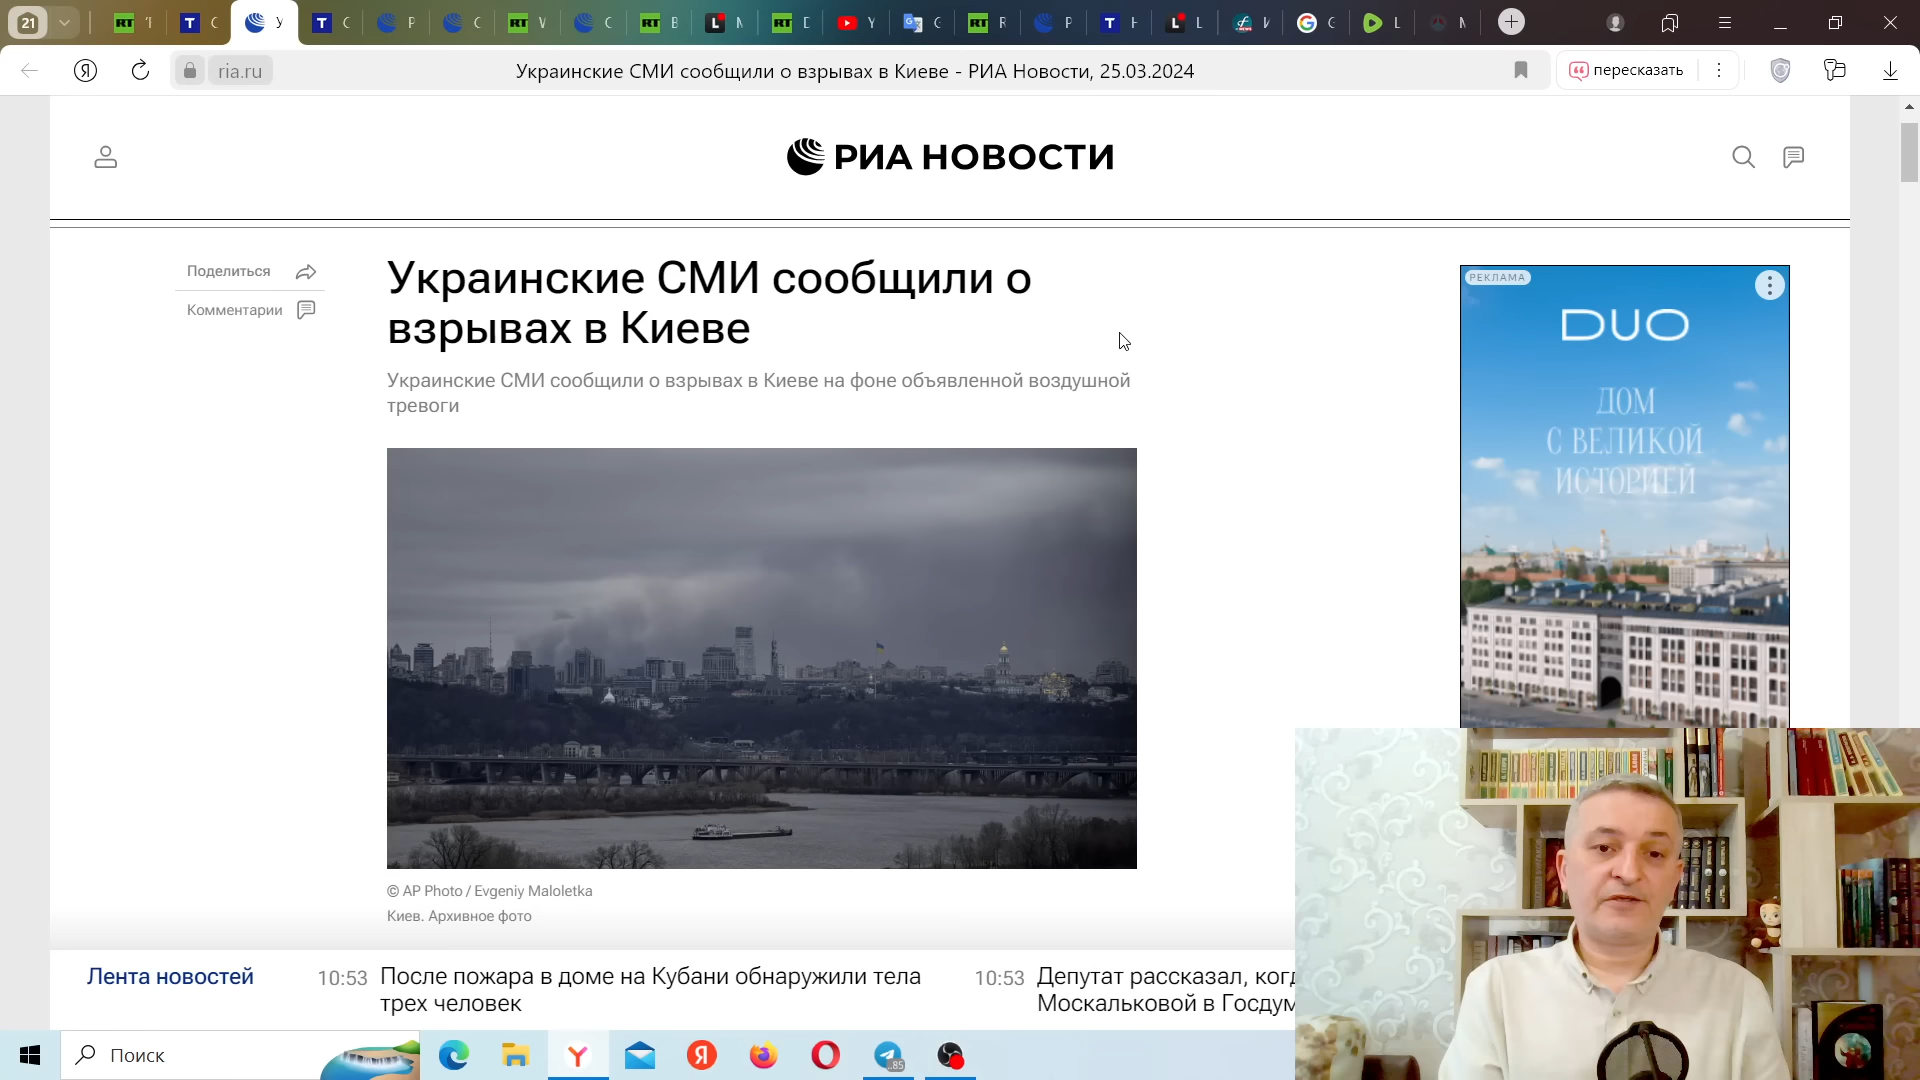 21
ria.ru
Украинские СМИ сообщили о взрывах в Киеве - РИА Новости, 25.03.2024
пересказать
РИА НОВОСТИ
Поделиться
Комментарии
Украинские СМИ сообщили о
взрывах в Киеве
Украинские СМИ сообщили о взрывах в Киеве на фоне объявленной воздушной
тревоги
РЕКЛАМА
DUO
ДОМ
С ВЕЛИКОЙ
ИСТОРИЕЙ
© AP Photo / Evgeniy Maloletka
Киев. Архивное фото
Лента новостей
10:53
После пожара в доме на Кубани обнаружили тела
трех человек
10:53
Депутат рассказал, когд
Москальковой в Госдум
Поиск
85